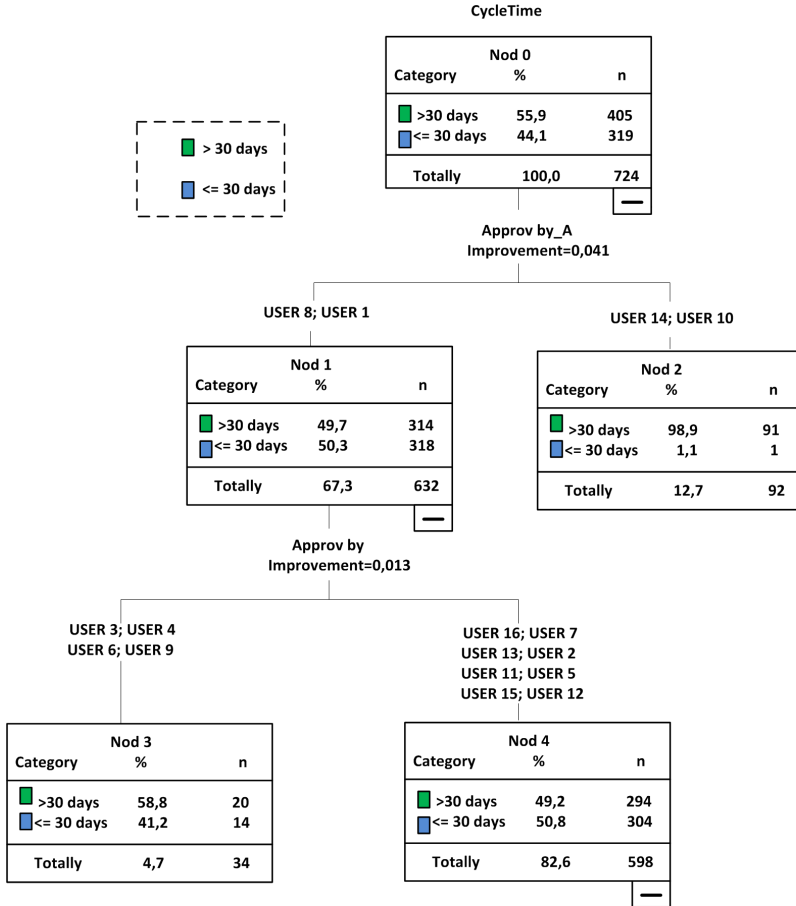 CycleTime
Nod 0
Category % n
>30 days 55,9 405
<= 30 days 44,1 319
Totally 100,0 724
> 30 days
<= 30 days
Approv by_A
Improvement=0,041
USER 8; USER 1
USER 14; USER 10
Nod 1
Category % n
>30 days 49,7 314
<= 30 days 50,3 318
Totally 67,3 632
Nod 2
Category % n
>30 days 98,9 91
<= 30 days 1,1 1
Totally 12,7 92
Approv by
Improvement=0,013
USER 3; USER 4
USER 6; USER 9
USER 16; USER 7
USER 13; USER 2
USER 11; USER 5
USER 15; USER 12
Nod 3
Category % n
>30 days 58,8 20
<= 30 days 41,2 14
Totally 4,7 34
Nod 4
Category % n
>30 days 49,2 294
<= 30 days 50,8 304
Totally 82,6 598